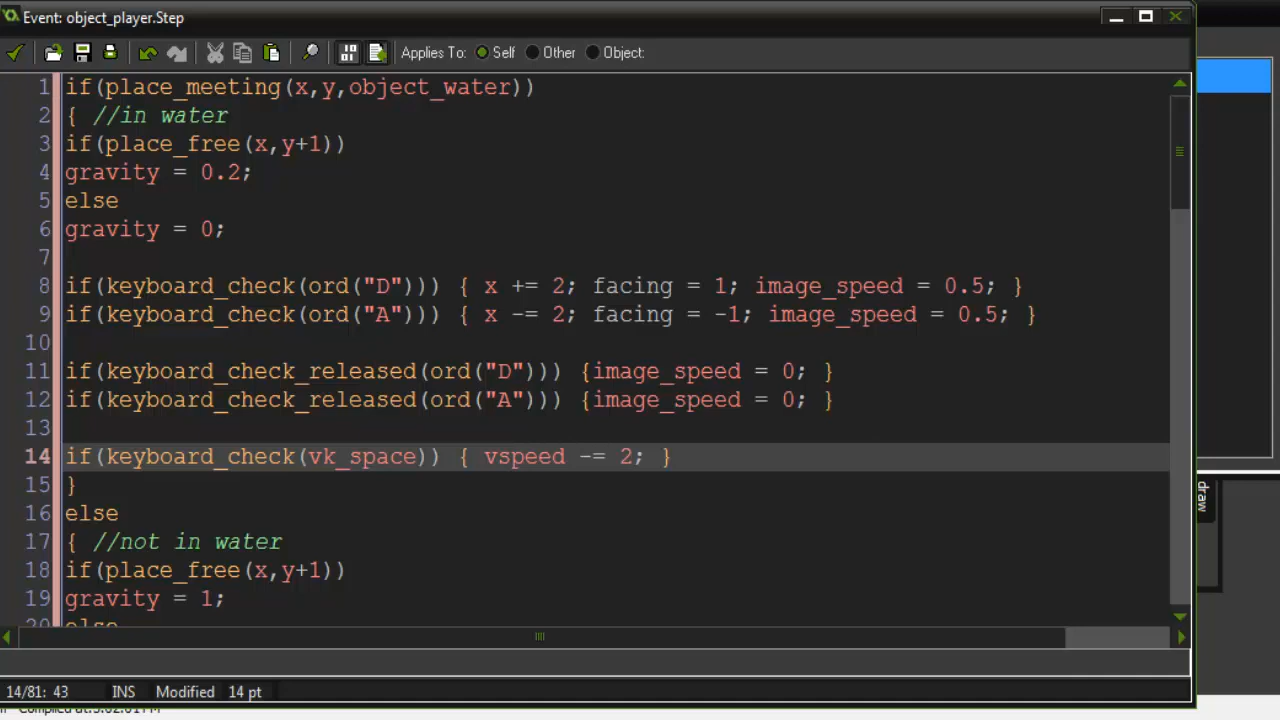 Event: object_player.Step
Applies To: Self Other Object:
1 if(place_meeting(x,y,object_water))
2 { //in water
3 if(place_free(x,y+1))
4 gravity = 0.2;
5 else
6 gravity = 0;
7
8 if(keyboard_check(ord("D"))) { x += 2; facing = 1; image_speed = 0.5; }
9 if(keyboard_check(ord("A"))) { x -= 2; facing = -1; image_speed = 0.5; }
10
11 if(keyboard_check_released(ord("D"))) {image_speed = 0; }
12 if(keyboard_check_released(ord("A"))) {image_speed = 0; }
13
14 if(keyboard_check(vk_space)) { vspeed -= 2; }
15 }
16 else
17 { //not in water
18 if(place_free(x,y+1))
19 gravity = 1;
20 else
draw
14/81: 43 INS Modified 14 pt